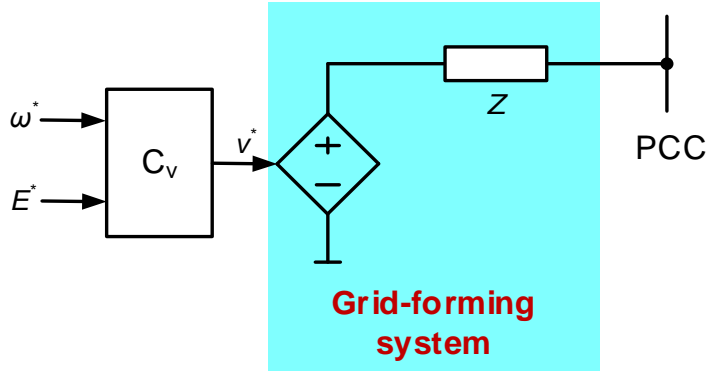 ω*
E*
Cv
v*
+
−
Z
PCC
Grid-forming
system